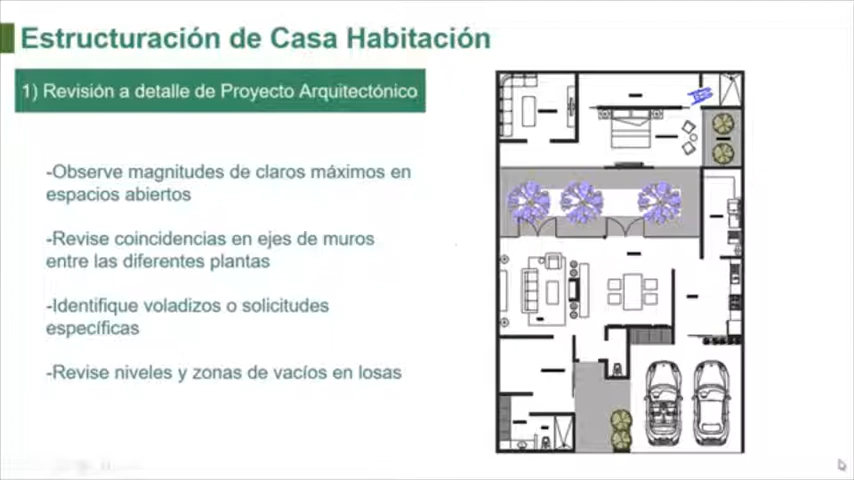 Estructuración de Casa Habitación
1) Revisión a detalle de Proyecto Arquitectónico
-Observe magnitudes de claros máximos en
espacios abiertos
-Revise coincidencias en ejes de muros
entre las diferentes plantas
-Identifique voladizos o solicitudes
específicas
-Revise niveles y zonas de vacíos en losas